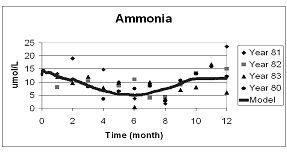 Ammonia
umol/L
25
20
15
10
5
0
0 2 4 6 8 10 12
Time (month)
Year 81
Year 82
Year 83
Year 80
Model